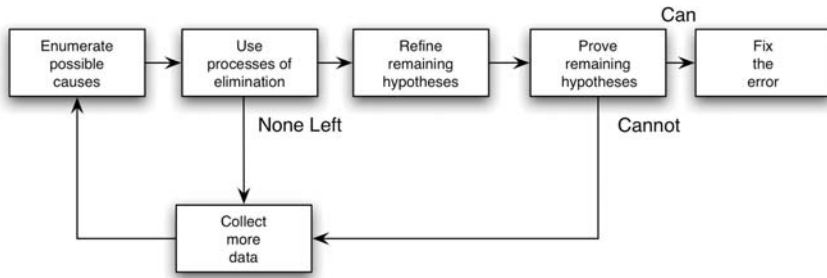 Can
Enumerate
possible
causes
Use
processes of
elimination
Refine
remaining
hypotheses
Prove
remaining
hypotheses
Fix
the
error
None Left
Cannot
Collect
more
data